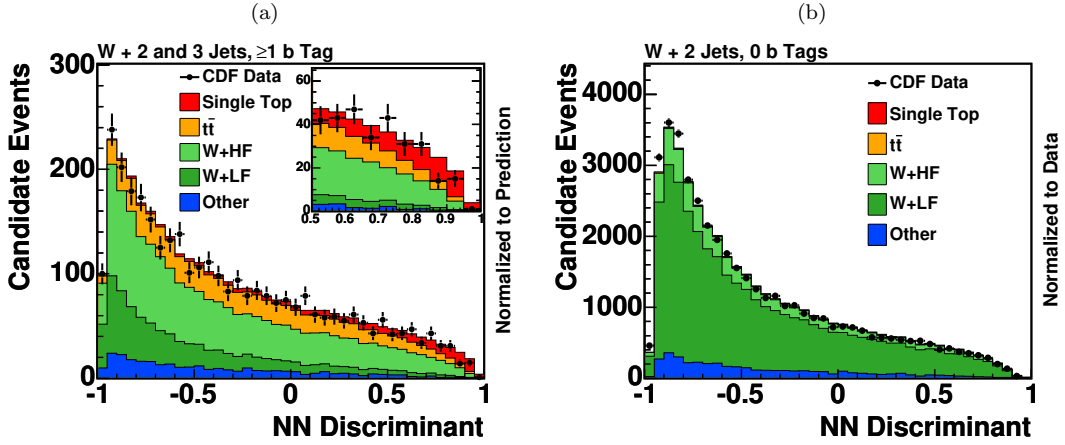 (a)
W + 2 and 3 Jets, ≥1 b Tag
Candidate Events
300
200
100
0
-1
-0.5
0
0.5
1
NN Discriminant
Normalized to Prediction
CDF Data
Single Top
tt̄
W+HF
W+LF
Other
60
40
20
0
0.5
0.6
0.7
0.8
0.9
1
(b)
W + 2 Jets, 0 b Tags
Candidate Events
4000
3000
2000
1000
0
-1
-0.5
0
0.5
1
NN Discriminant
Normalized to Data
CDF Data
Single Top
tt̄
W+HF
W+LF
Other